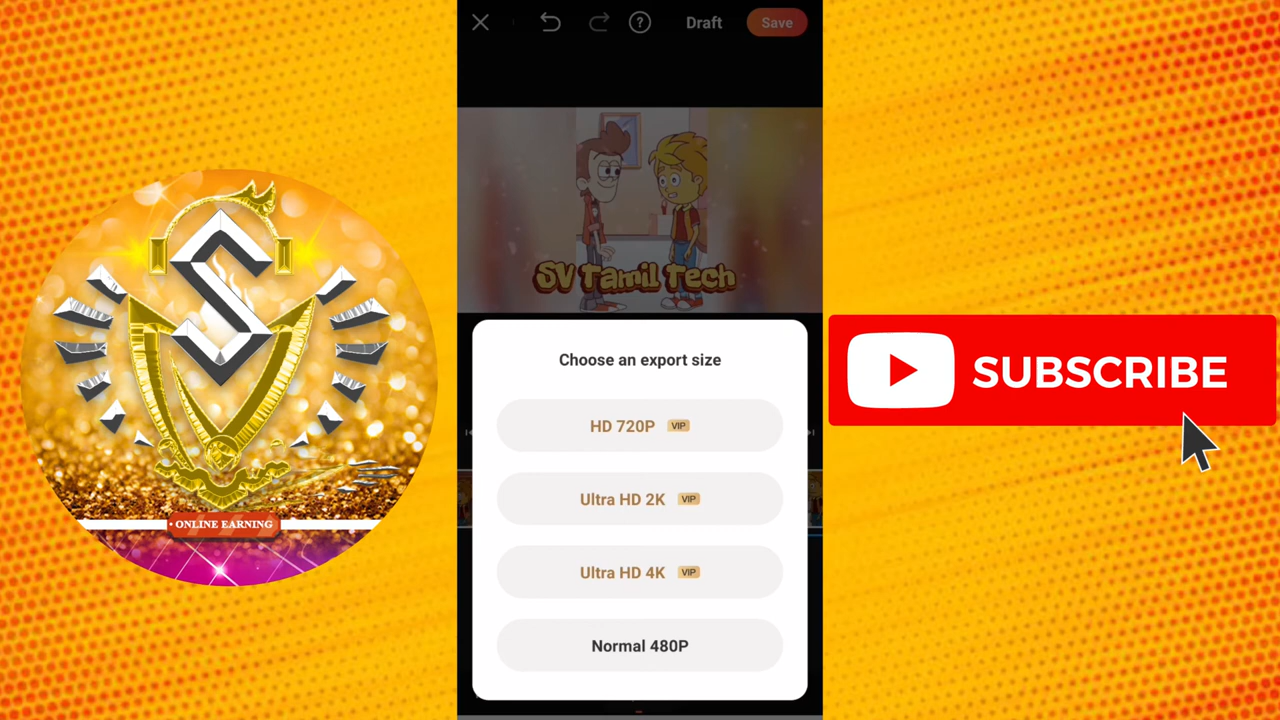 Draft
Save
SV Tamil Tech
Choose an export size
HD 720P VIP
Ultra HD 2K VIP
Ultra HD 4K VIP
Normal 480P
S
V
• ONLINE EARNING
SUBSCRIBE